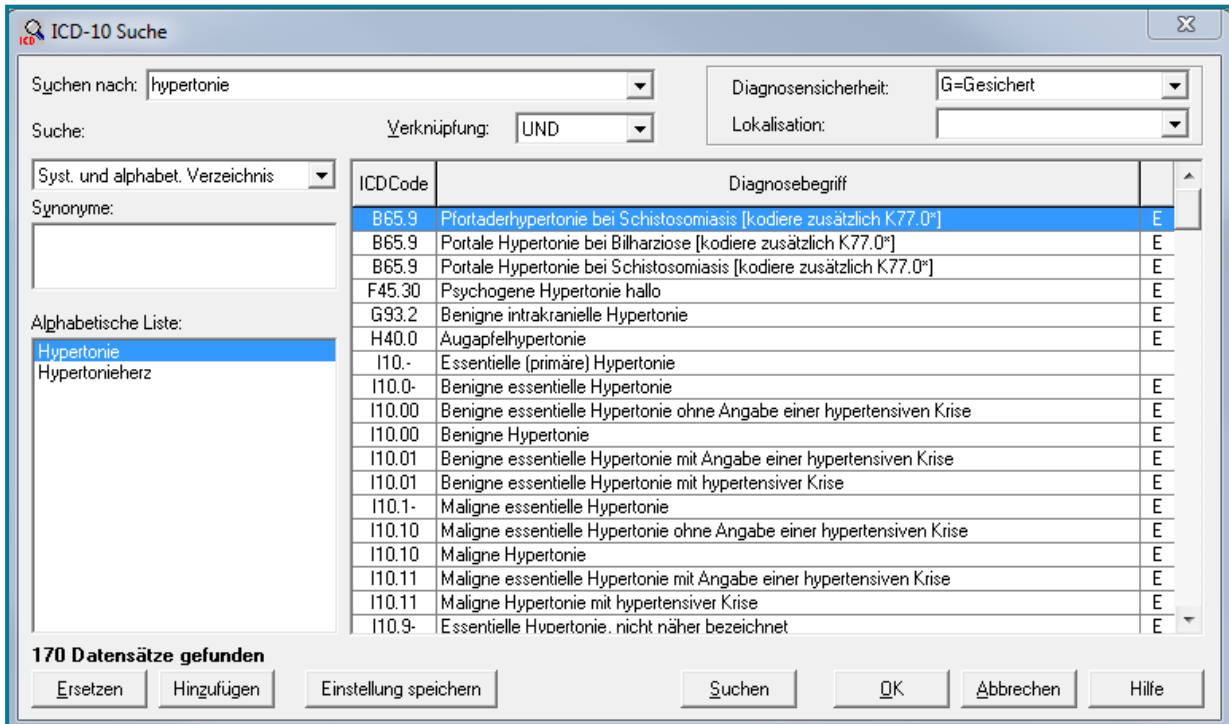 ICD ICD-10 Suche
Suchen nach: hypertonie
Diagnosensicherheit: G=Gesichert
Suche: Verknüpfung: UND
Lokalisation:
Syst. und alphabet. Verzeichnis
Synonyme:
Alphabetische Liste:
Hypertonie
Hypertonieherz
ICDCode Diagnosebegriff
B65.9 Pfortaderhypertonie bei Schistosomiasis [kodiere zusätzlich K77.0*] E
B65.9 Portale Hypertonie bei Bilharziose [kodiere zusätzlich K77.0*] E
B65.9 Portale Hypertonie bei Schistosomiasis [kodiere zusätzlich K77.0*] E
F45.30 Psychogene Hypertonie hallo E
G93.2 Benigne intrakranielle Hypertonie E
H40.0 Augapfelhypertonie E
I10.- Essentielle (primäre) Hypertonie
I10.0- Benigne essentielle Hypertonie E
I10.00 Benigne essentielle Hypertonie ohne Angabe einer hypertensiven Krise E
I10.00 Benigne Hypertonie E
I10.01 Benigne essentielle Hypertonie mit Angabe einer hypertensiven Krise E
I10.01 Benigne essentielle Hypertonie mit hypertensiver Krise E
I10.1- Maligne essentielle Hypertonie E
I10.10 Maligne essentielle Hypertonie ohne Angabe einer hypertensiven Krise E
I10.10 Maligne Hypertonie E
I10.11 Maligne essentielle Hypertonie mit Angabe einer hypertensiven Krise E
I10.11 Maligne Hypertonie mit hypertensiver Krise E
I10.9- Essentielle Hypertonie, nicht näher bezeichnet E
170 Datensätze gefunden
Ersetzen Hinzufügen Einstellung speichern Suchen OK Abbrechen Hilfe